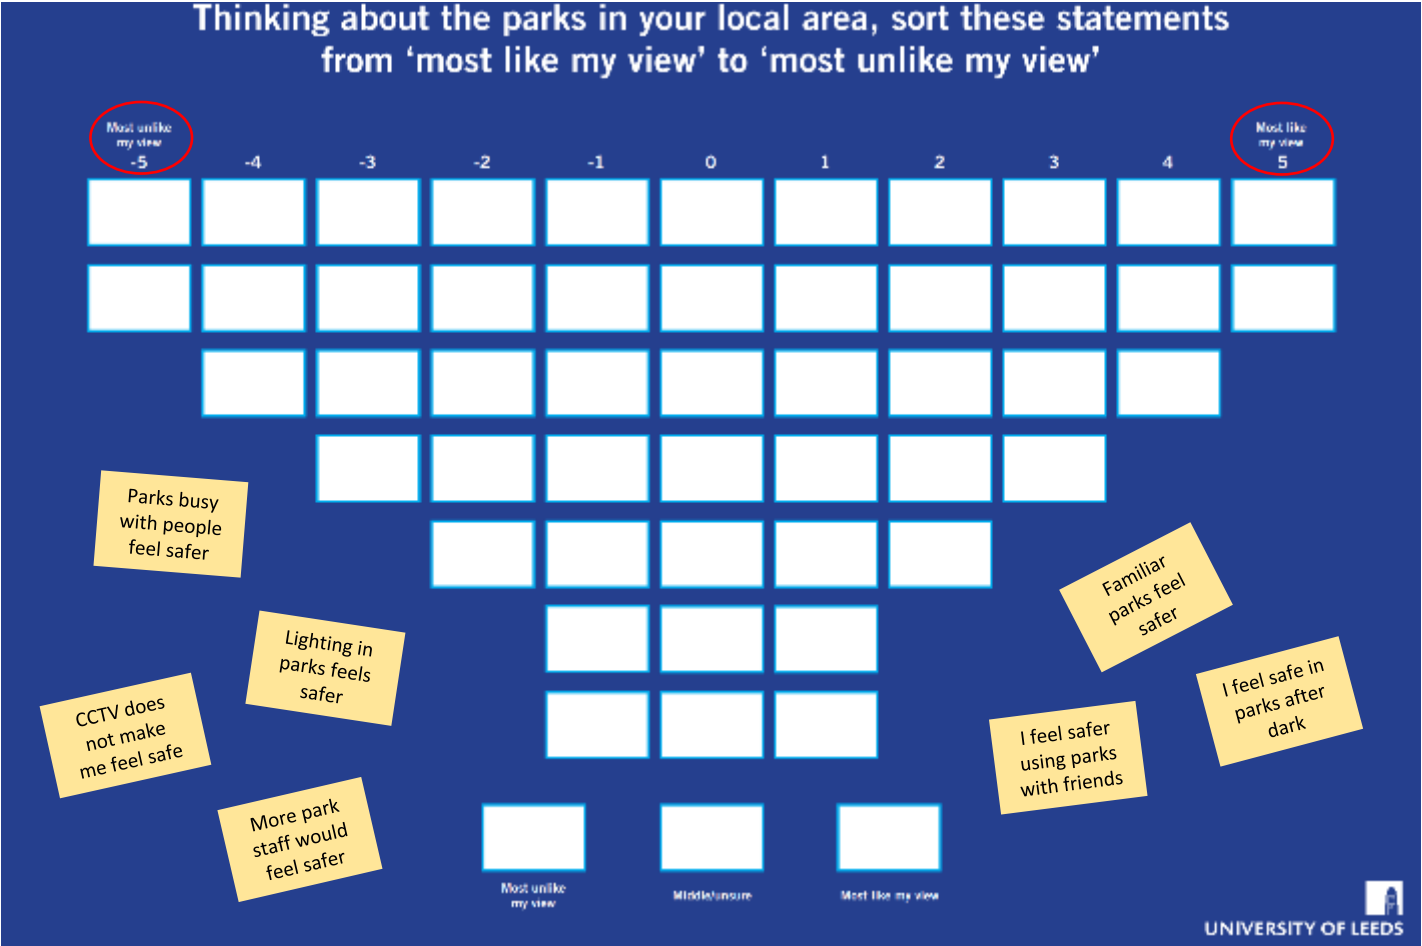 Thinking about the parks in your local area, sort these statements
from ‘most like my view’ to ‘most unlike my view’
Most unlike
my view
Most like
my view
-5 -4 -3 -2 -1 0 1 2 3 4 5
Parks busy
with people
feel safer
Lighting in
parks feels
safer
CCTV does
not make
me feel safe
More park
staff would
feel safer
Familiar
parks feel
safer
I feel safe in
parks after
dark
I feel safer
using parks
with friends
Most unlike
my view
Middle/unsure
Most like my view
UNIVERSITY OF LEEDS